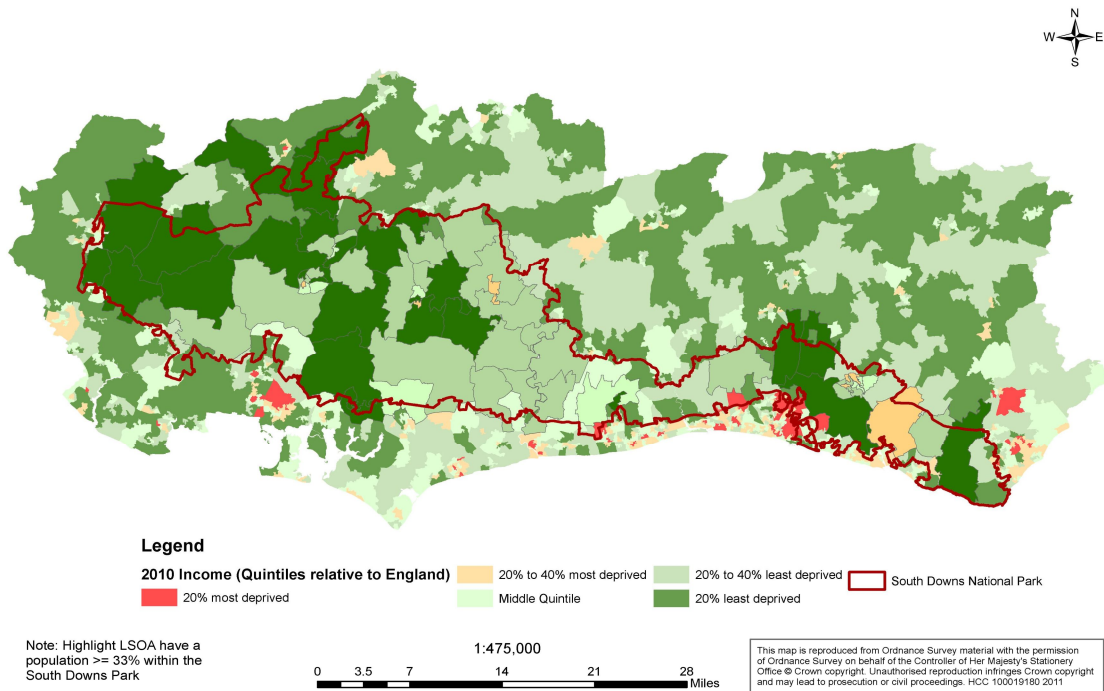 N
W E
S
Legend
2010 Income (Quintiles relative to England)
20% most deprived
20% to 40% most deprived
Middle Quintile
20% to 40% least deprived
20% least deprived
South Downs National Park
Note: Highlight LSOA have a
population >= 33% within the
South Downs Park
1:475,000
0 3.5 7 14 21 28
Miles
This map is reproduced from Ordnance Survey material with the permission
of Ordnance Survey on behalf of the Controller of Her Majesty's Stationery
Office © Crown copyright. Unauthorised reproduction infringes Crown copyright
and may lead to prosecution or civil proceedings. HCC 100019180 2011